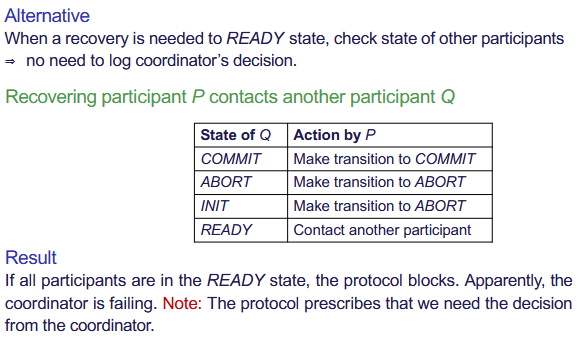 Alternative
When a recovery is needed to READY state, check state of other participants
⇒ no need to log coordinator's decision.
Recovering participant P contacts another participant Q
State of Q Action by P
COMMIT Make transition to COMMIT
ABORT Make transition to ABORT
INIT Make transition to ABORT
READY Contact another participant
Result
If all participants are in the READY state, the protocol blocks. Apparently, the
coordinator is failing. Note: The protocol prescribes that we need the decision
from the coordinator.